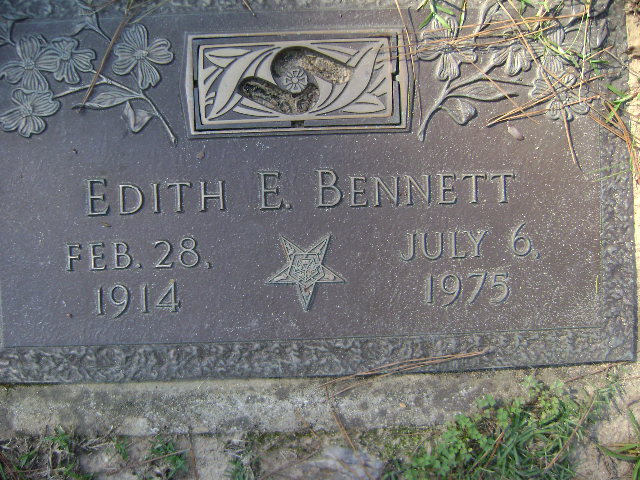 EDITH E. BENNETT
FEB. 28, 1914
JULY 6, 1975